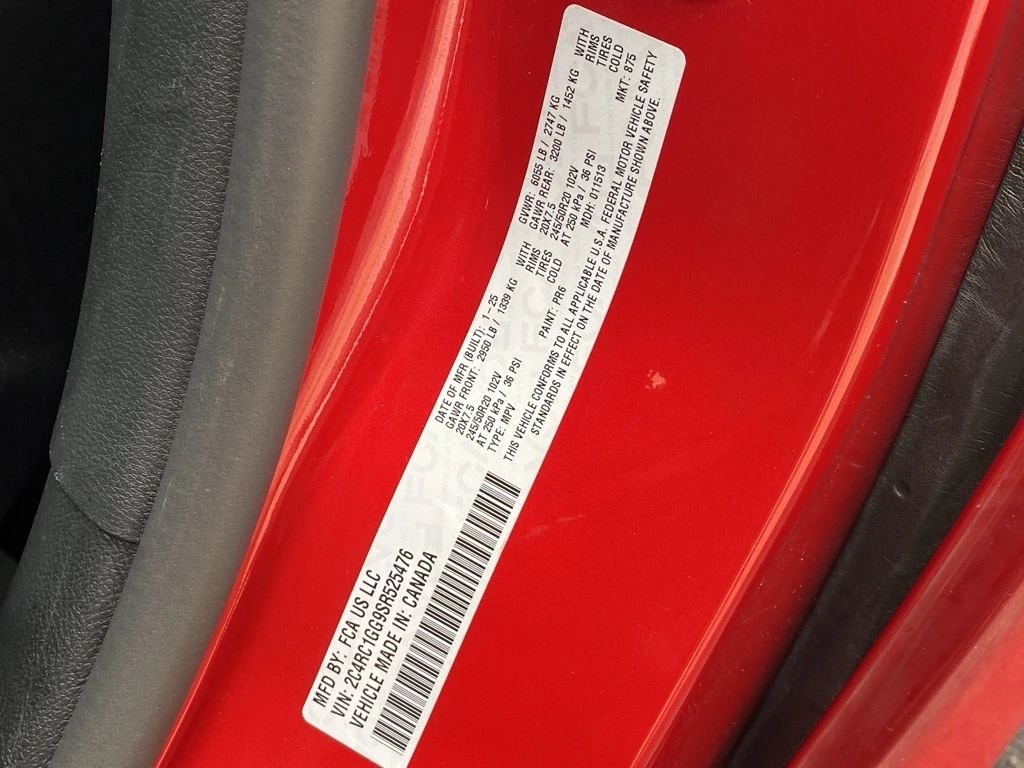 MFD BY: FCA US LLC
VIN: 2C4RC1GG9SR525476
VEHICLE MADE IN: CANADA
DATE OF MFR (BUILT): 1-25 GVWR: 6055 LB / 2747 KG
GAWR FRONT: 2950 LB / 1339 KG WITH GAWR REAR: 3200 LB / 1452 KG WITH
20X7.5 RIMS 20X7.5 RIMS
245/50R20 102V TIRES 245/50R20 102V TIRES
AT 250 kPa / 36 PSI COLD AT 250 kPa / 36 PSI COLD
TYPE: MPV PAINT: PR6 MDH: 011513 MKT: 875
THIS VEHICLE CONFORMS TO ALL APPLICABLE U.S.A. FEDERAL MOTOR VEHICLE SAFETY
STANDARDS IN EFFECT ON THE DATE OF MANUFACTURE SHOWN ABOVE.